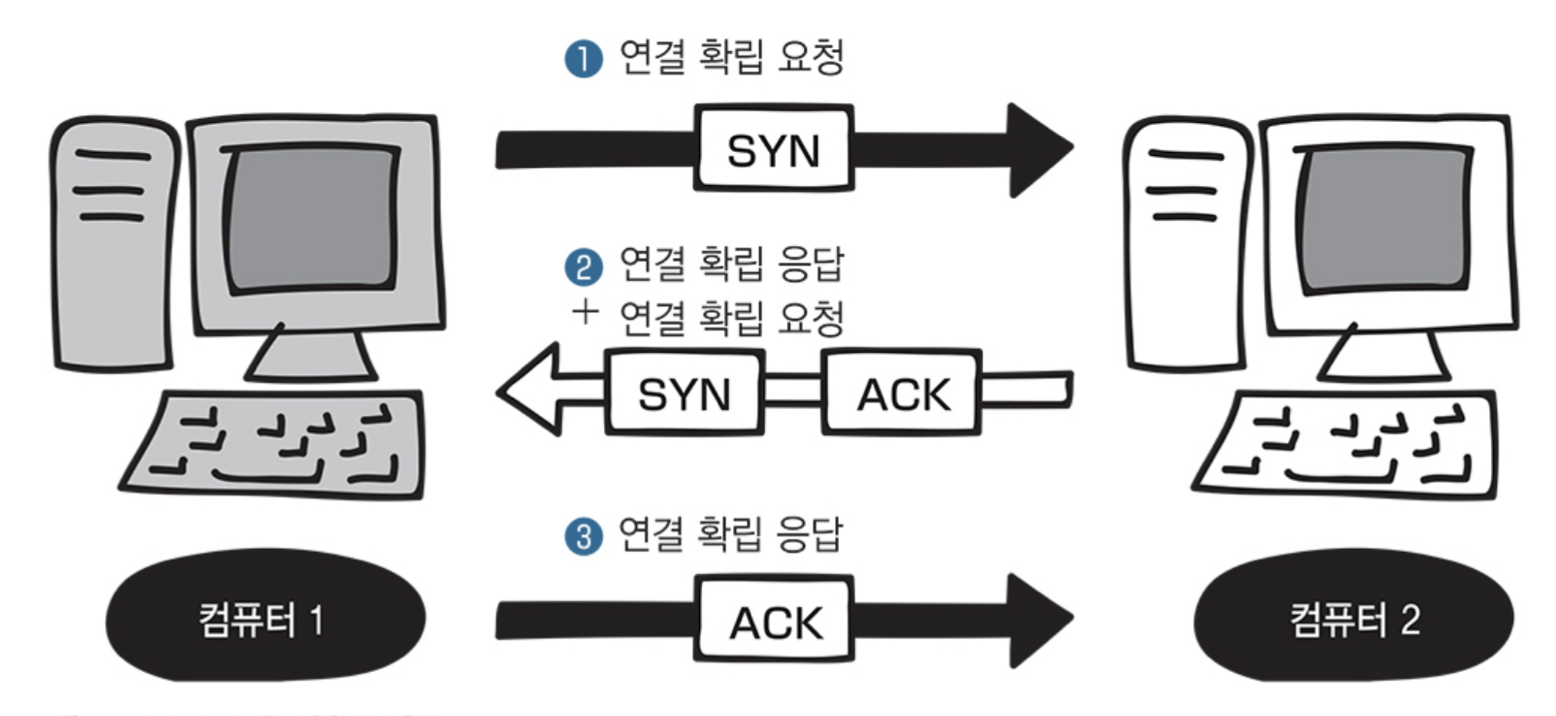 ❶ 연결 확립 요청
SYN
❷ 연결 확립 응답
+ 연결 확립 요청
SYN ACK
❸ 연결 확립 응답
ACK
컴퓨터 1
컴퓨터 2